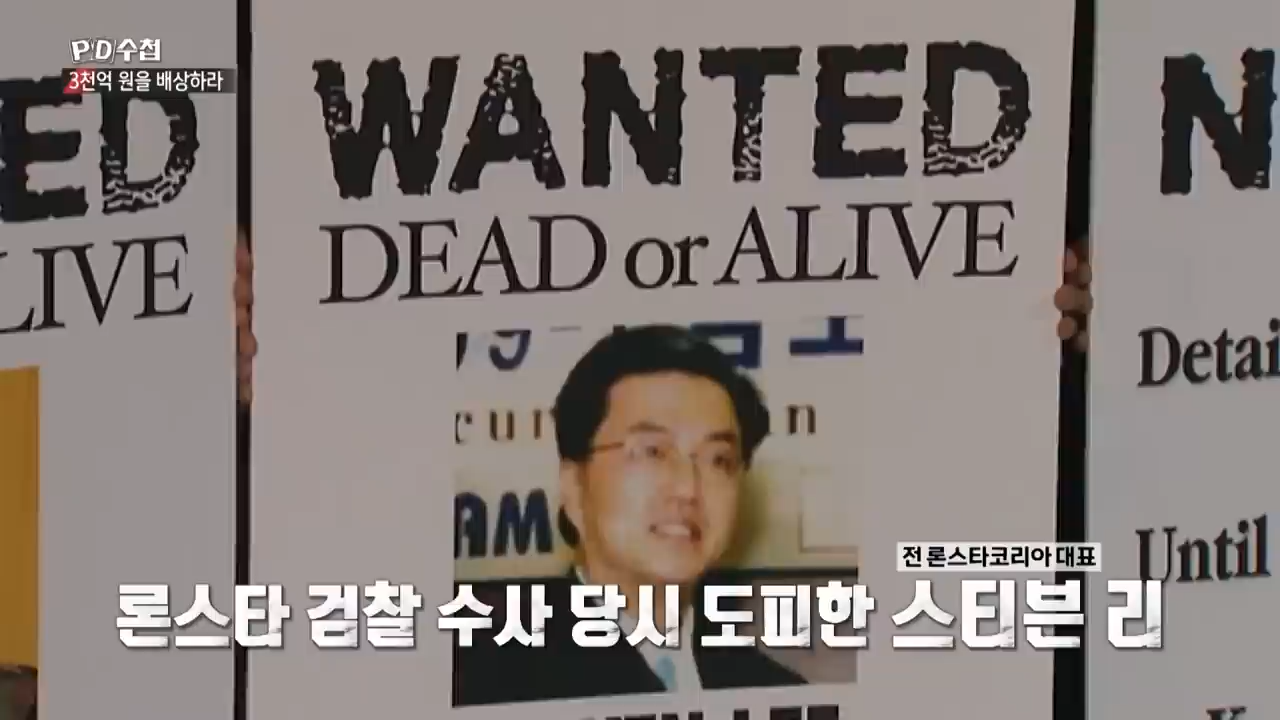 PD수첩
3천억 원을 배상하라
ED
WANTED
N
LIVE
DEAD or ALIVE
Detai
cun
n
AM
Until
전 론스타코리아 대표
론스타 검찰 수사 당시 도피한 스티븐 리